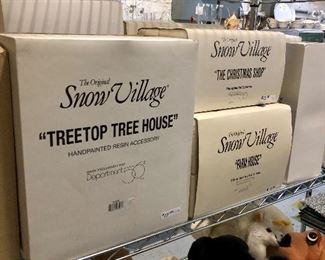 The Original
Snow Village®
"TREETOP TREE HOUSE"
HANDPAINTED RESIN ACCESSORY
Department 56
The Original
Snow Village®
"THE CHRISTMAS SHOP"
The Original
Snow Village®
"FARM HOUSE"